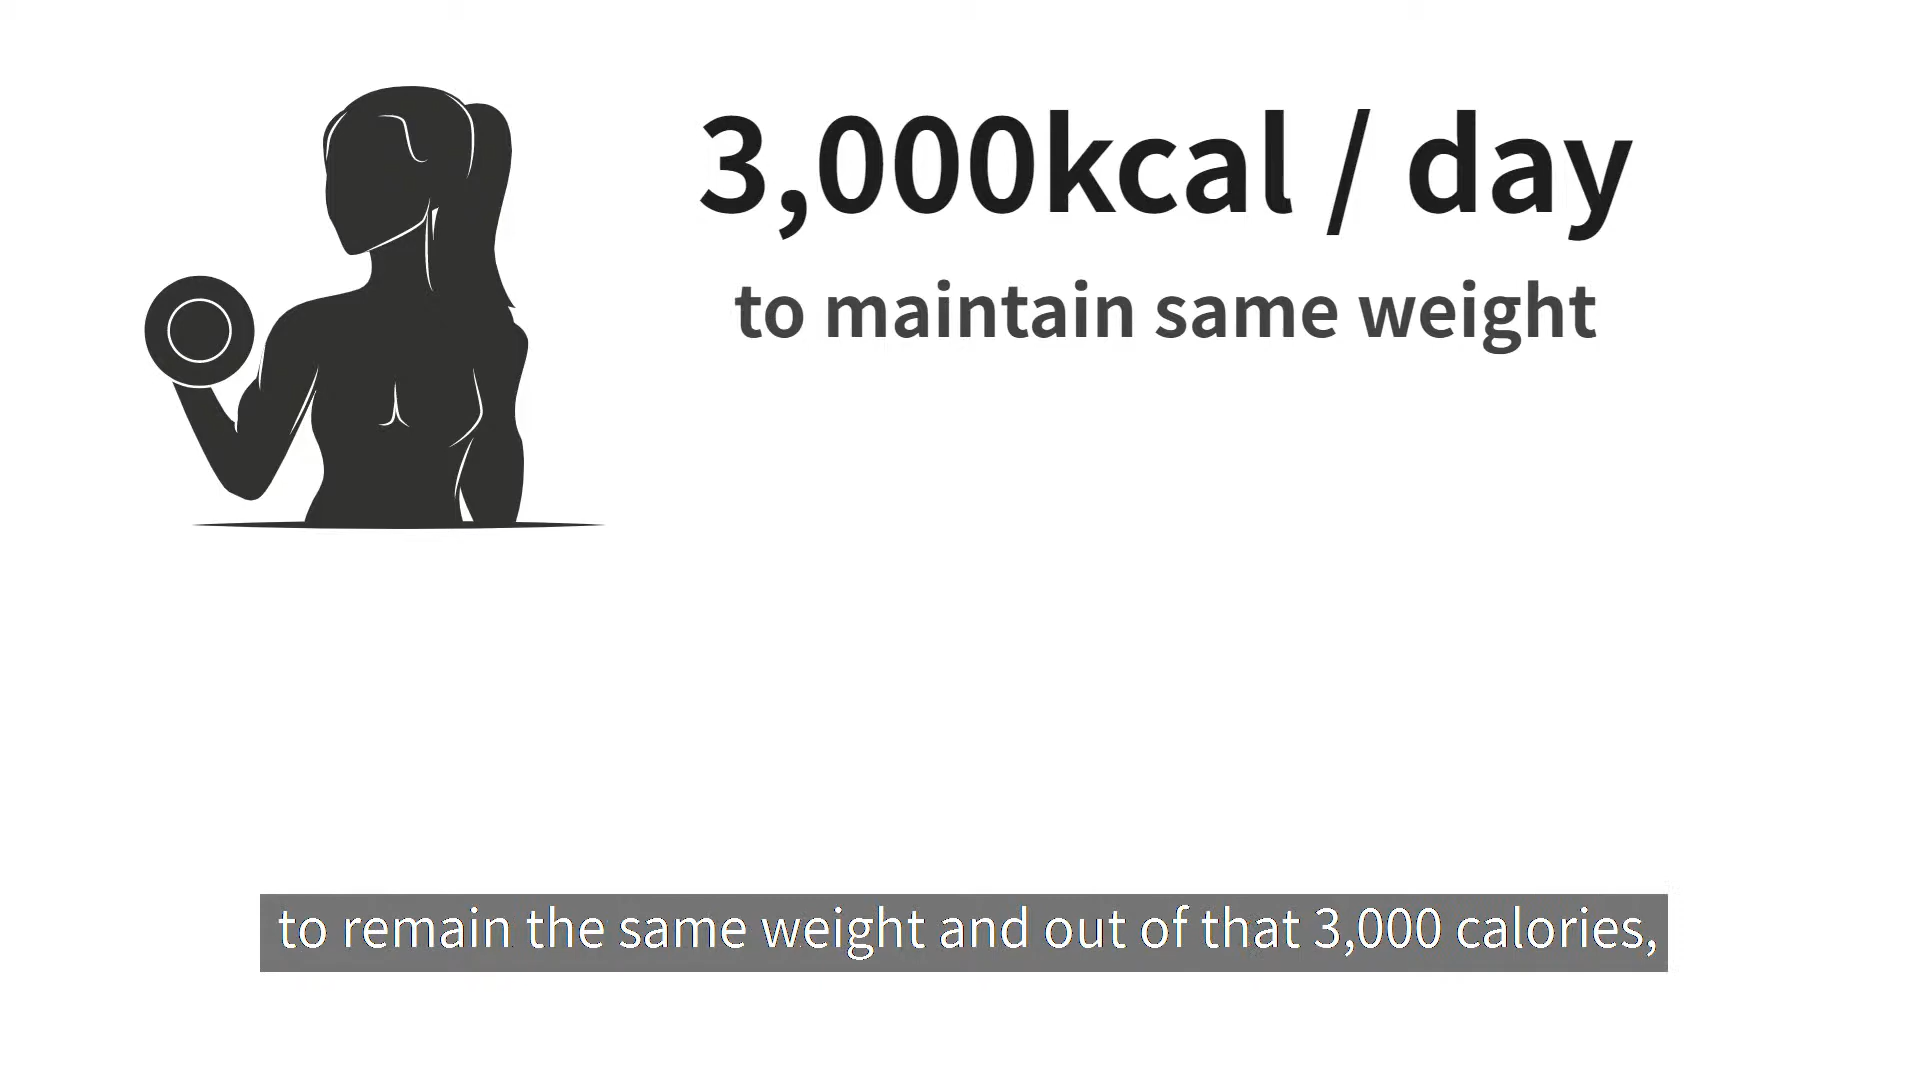 3,000kcal / day
to maintain same weight
to remain the same weight and out of that 3,000 calories,